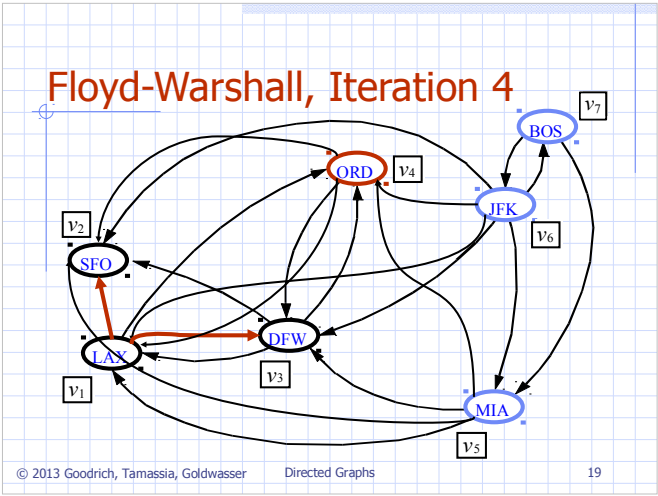 Floyd-Warshall, Iteration 4
v7
BOS
ORD
v4
v2
JFK
v6
SFO
DFW
LAX
v3
v1
MIA
v5
© 2013 Goodrich, Tamassia, Goldwasser
Directed Graphs
19